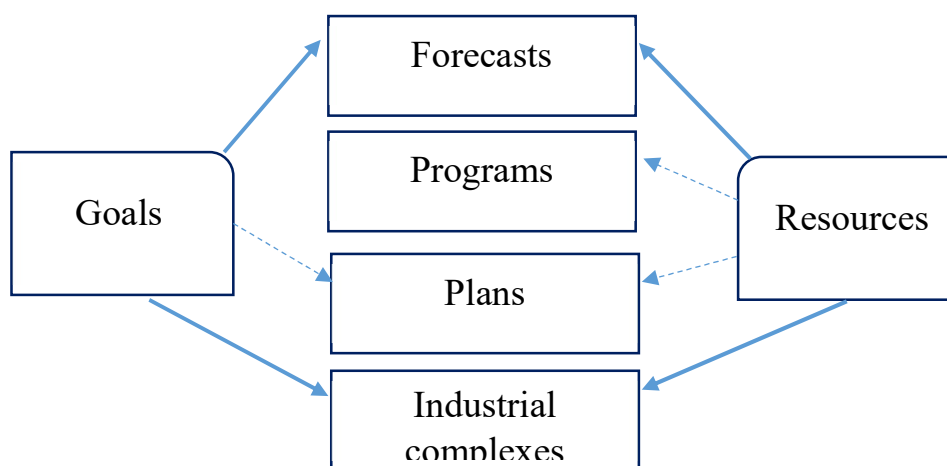 Forecasts
Programs
Goals
Resources
Plans
Industrial
complexes